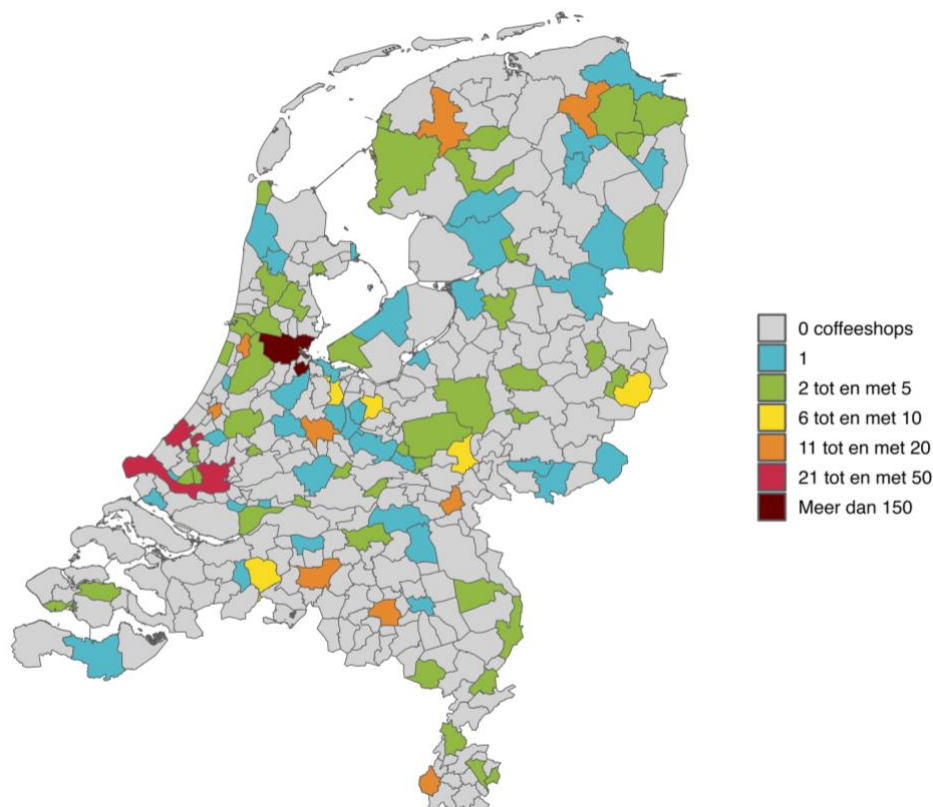 0 coffeeshops
1
2 tot en met 5
6 tot en met 10
11 tot en met 20
21 tot en met 50
Meer dan 150